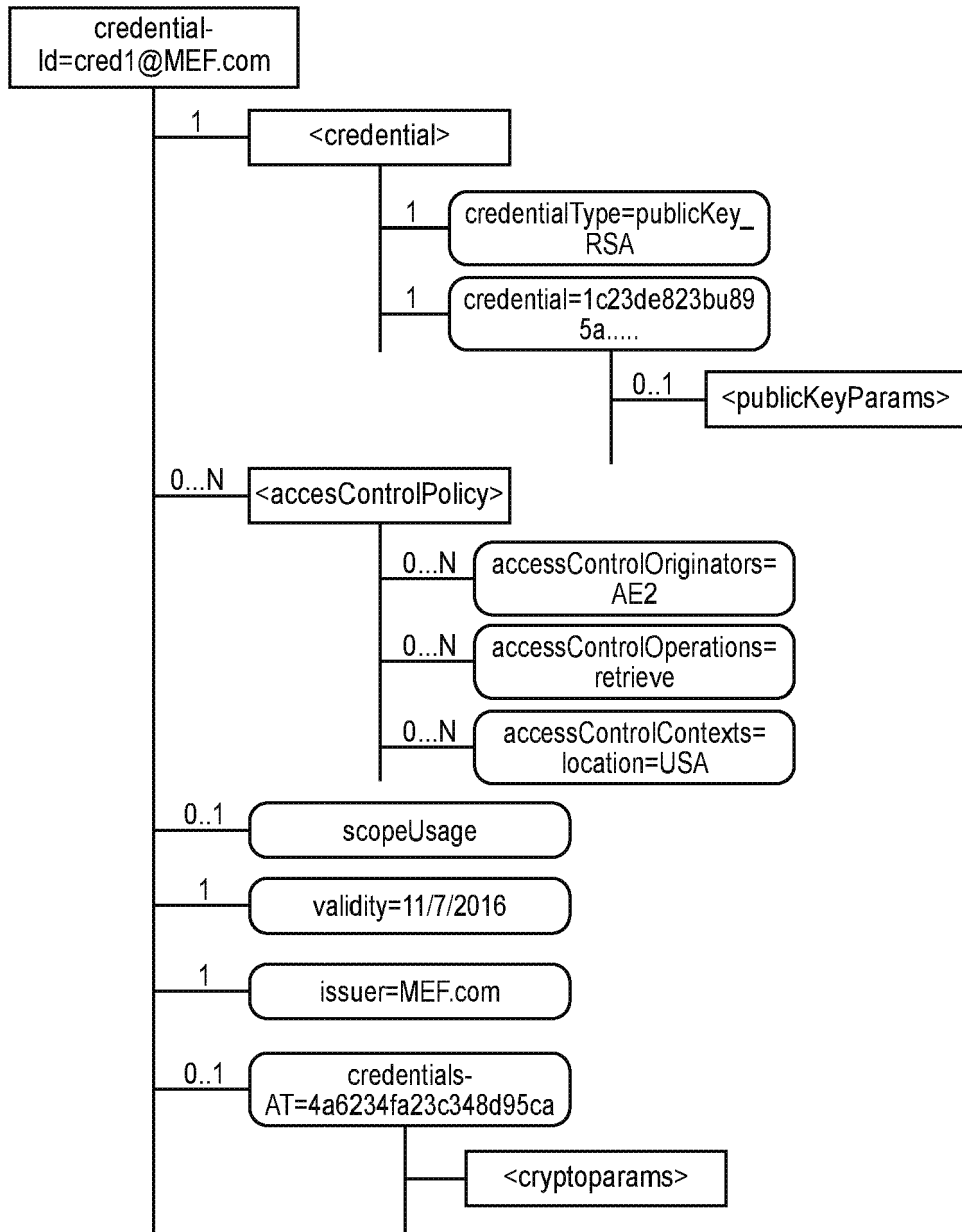 credential-
Id=cred1@MEF.com
1
<credential>
1
credentialType=publicKey_
RSA
1
credential=1c23de823bu89
5a.....
0..1
<publicKeyParams>
0...N
<accesControlPolicy>
0...N
accessControlOriginators=
AE2
0...N
accessControlOperations=
retrieve
0...N
accessControlContexts=
location=USA
0..1
scopeUsage
1
validity=11/7/2016
1
issuer=MEF.com
0..1
credentials-
AT=4a6234fa23c348d95ca
<cryptoparams>